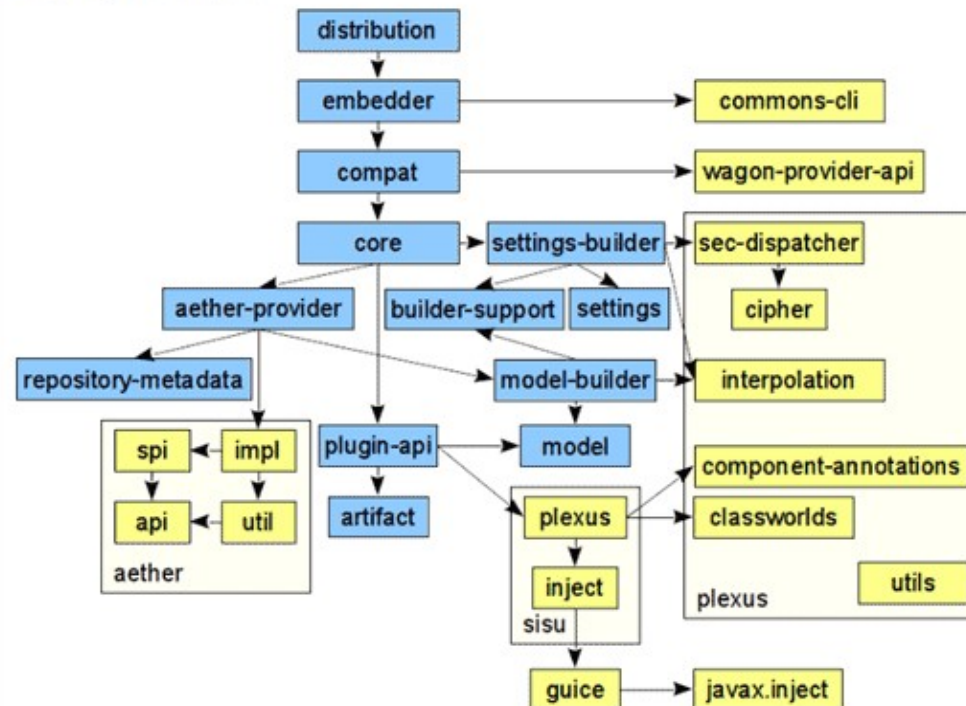 distribution
embedder
commons-cli
compat
wagon-provider-api
core
settings-builder
sec-dispatcher
aether-provider
builder-support
settings
cipher
repository-metadata
model-builder
interpolation
spi
impl
plugin-api
model
component-annotations
api
util
artifact
plexus
classworlds
aether
inject
utils
plexus
sisu
guice
javax.inject